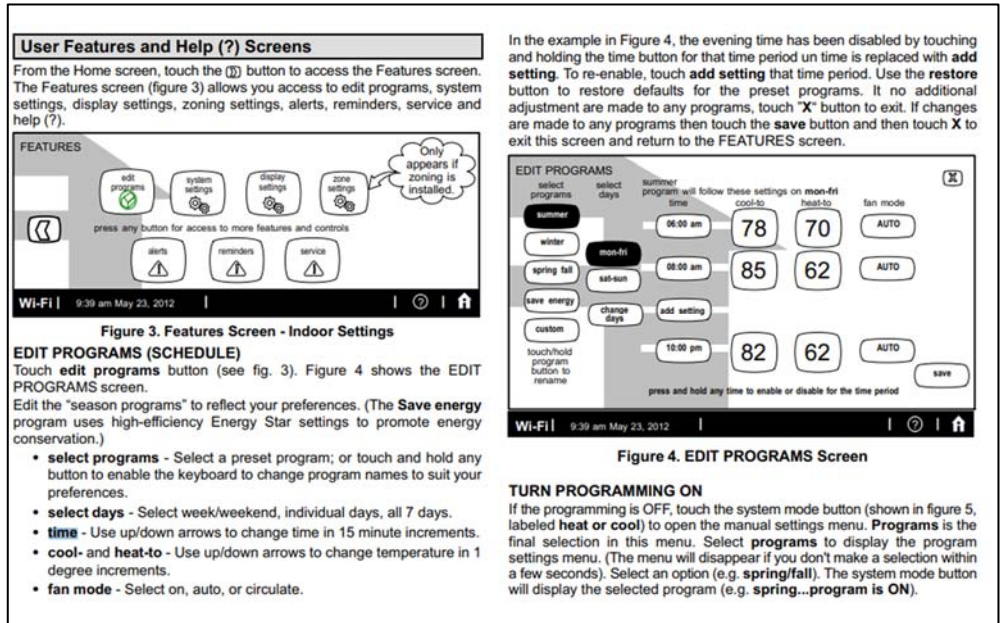 User Features and Help (?) Screens
From the Home screen, touch the button to access the Features screen.
The Features screen (figure 3) allows you access to edit programs, system
settings, display settings, zoning settings, alerts, reminders, service and
help (?).
FEATURES
edit
programs
system
settings
display
settings
zone
settings
Only
appears if
zoning is
installed.
press any button for access to more features and controls
alerts
reminders
service
Wi-Fi | 9:39 am May 23, 2012 | | ? |
Figure 3. Features Screen - Indoor Settings
EDIT PROGRAMS (SCHEDULE)
Touch edit programs button (see fig. 3). Figure 4 shows the EDIT
PROGRAMS screen.
Edit the “season programs” to reflect your preferences. (The Save energy
program uses high-efficiency Energy Star settings to promote energy
conservation.)
• select programs - Select a preset program; or touch and hold any
button to enable the keyboard to change program names to suit your
preferences.
• select days - Select week/weekend, individual days, all 7 days.
• time - Use up/down arrows to change time in 15 minute increments.
• cool- and heat-to - Use up/down arrows to change temperature in 1
degree increments.
• fan mode - Select on, auto, or circulate.
In the example in Figure 4, the evening time has been disabled by touching
and holding the time button for that time period un time is replaced with add
setting. To re-enable, touch add setting that time period. Use the restore
button to restore defaults for the preset programs. It no additional
adjustment are made to any programs, touch "X" button to exit. If changes
are made to any programs then touch the save button and then touch X to
exit this screen and return to the FEATURES screen.
EDIT PROGRAMS
X
select
programs
select
days
summer
program will follow these settings on mon-fri
time
cool-to
heat-to
fan mode
summer
06:00 am
78
70
AUTO
winter
mon-fri
spring fall
08:00 am
85
62
AUTO
sat-sun
save energy
change
days
add setting
custom
touch/hold
program
button to
rename
10:00 pm
82
62
AUTO
save
press and hold any time to enable or disable for the time period
Wi-Fi | 9:39 am May 23, 2012 | | ? |
Figure 4. EDIT PROGRAMS Screen
TURN PROGRAMMING ON
If the programming is OFF, touch the system mode button (shown in figure 5,
labeled heat or cool) to open the manual settings menu. Programs is the
final selection in this menu. Select programs to display the program
settings menu. (The menu will disappear if you don't make a selection within
a few seconds). Select an option (e.g. spring/fall). The system mode button
will display the selected program (e.g. spring...program is ON).